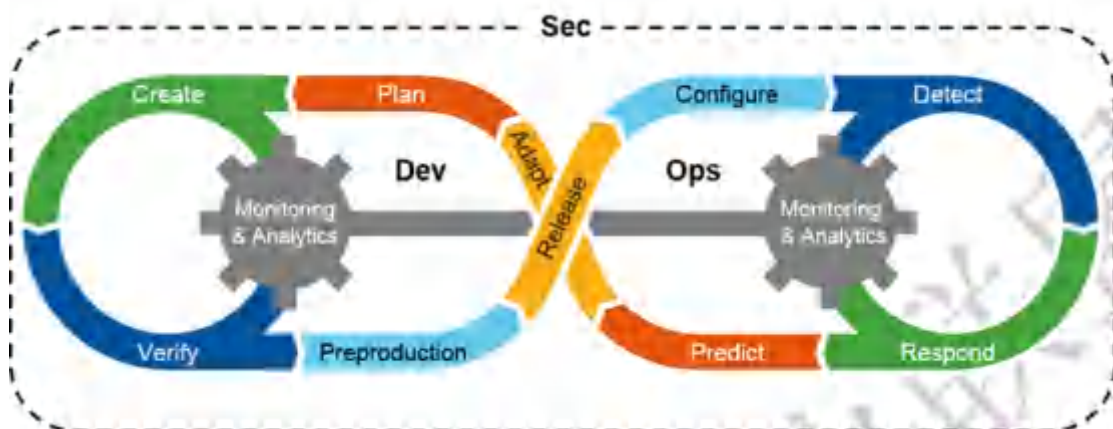 Sec
Create
Plan
Configure
Detect
Adapt
Dev
Ops
Release
Monitoring
& Analytics
Monitoring
& Analytics
Verify
Preproduction
Predict
Respond